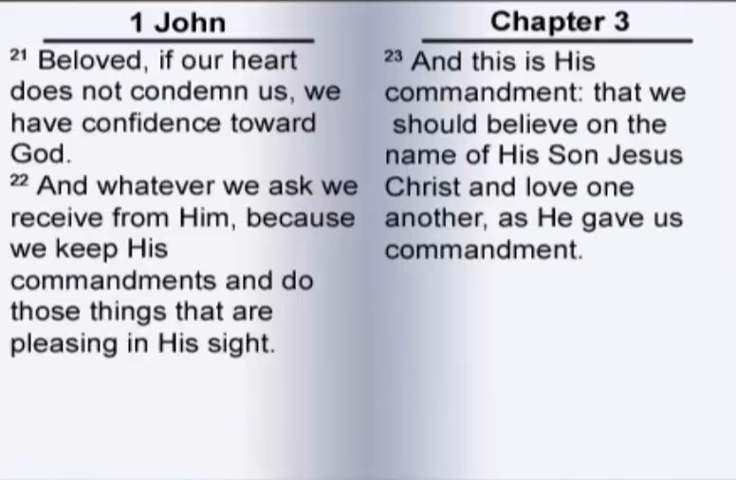 1 John
21 Beloved, if our heart
does not condemn us, we
have confidence toward
God.
22 And whatever we ask we
receive from Him, because
we keep His
commandments and do
those things that are
pleasing in His sight.
Chapter 3
23 And this is His
commandment: that we
should believe on the
name of His Son Jesus
Christ and love one
another, as He gave us
commandment.